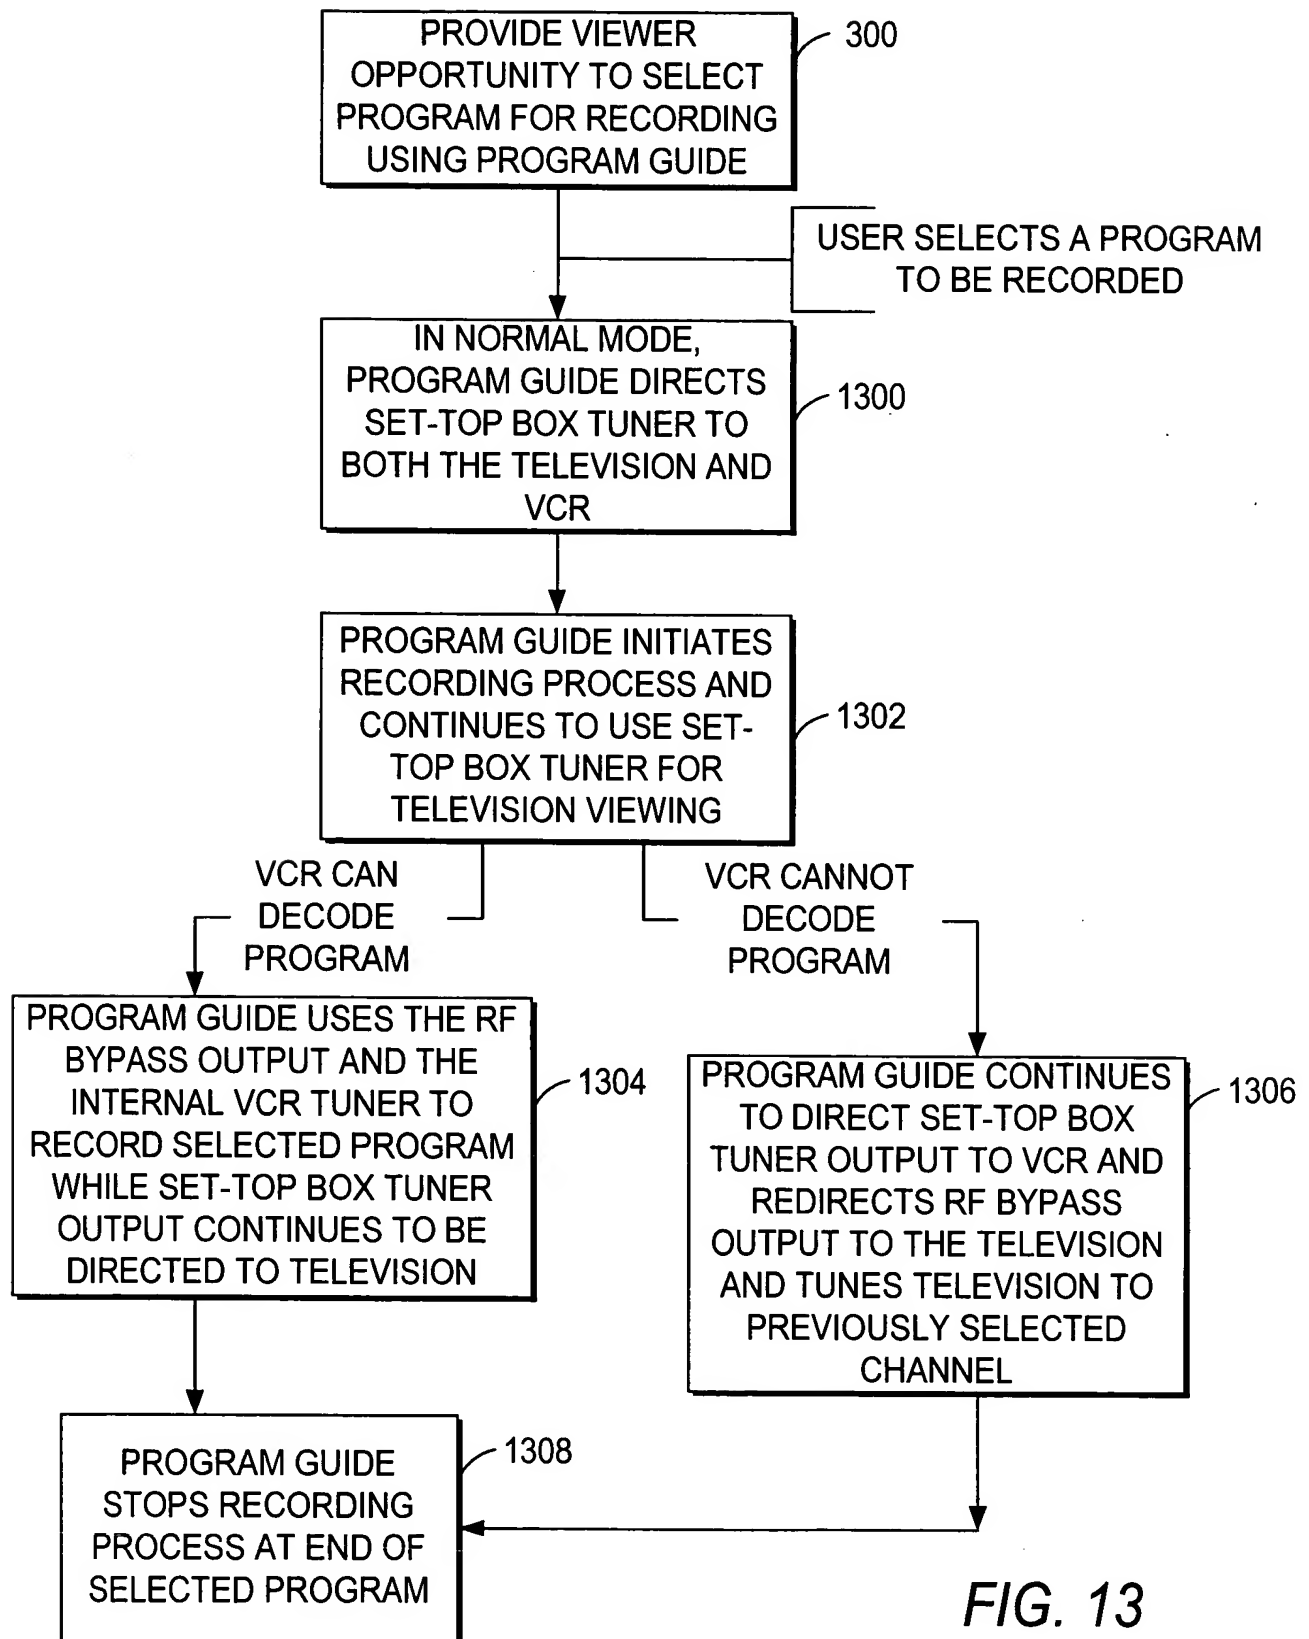 PROVIDE VIEWER
OPPORTUNITY TO SELECT
PROGRAM FOR RECORDING
USING PROGRAM GUIDE
300
USER SELECTS A PROGRAM
TO BE RECORDED
IN NORMAL MODE,
PROGRAM GUIDE DIRECTS
SET-TOP BOX TUNER TO
BOTH THE TELEVISION AND
VCR
1300
PROGRAM GUIDE INITIATES
RECORDING PROCESS AND
CONTINUES TO USE SET-
TOP BOX TUNER FOR
TELEVISION VIEWING
1302
VCR CAN
DECODE
PROGRAM
VCR CANNOT
DECODE
PROGRAM
PROGRAM GUIDE USES THE RF
BYPASS OUTPUT AND THE
INTERNAL VCR TUNER TO
RECORD SELECTED PROGRAM
WHILE SET-TOP BOX TUNER
OUTPUT CONTINUES TO BE
DIRECTED TO TELEVISION
1304
PROGRAM GUIDE CONTINUES
TO DIRECT SET-TOP BOX
TUNER OUTPUT TO VCR AND
REDIRECTS RF BYPASS
OUTPUT TO THE TELEVISION
AND TUNES TELEVISION TO
PREVIOUSLY SELECTED
CHANNEL
1306
PROGRAM GUIDE
STOPS RECORDING
PROCESS AT END OF
SELECTED PROGRAM
1308
FIG. 13